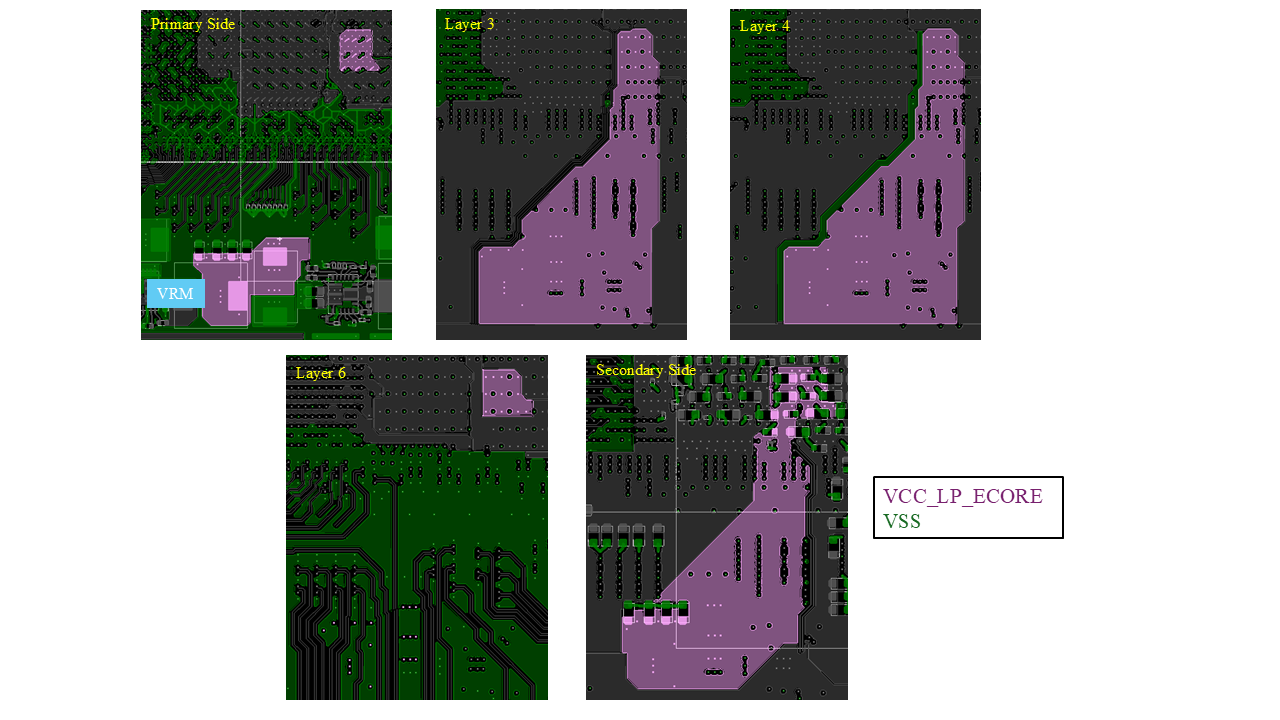 Primary Side
Layer 3
Layer 4
VRM
Layer 6
Secondary Side
VCC_LP_ECORE
VSS